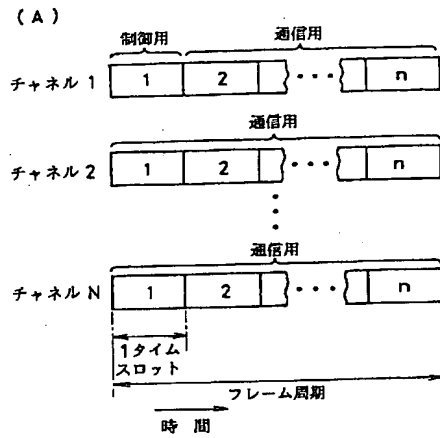 (A)
制御用 通信用
チャネル 1 1 2 ··· n
通信用
チャネル 2 1 2 ··· n
通信用
チャネル N 1 2 ··· n
1タイム
スロット
フレーム周期
時 間